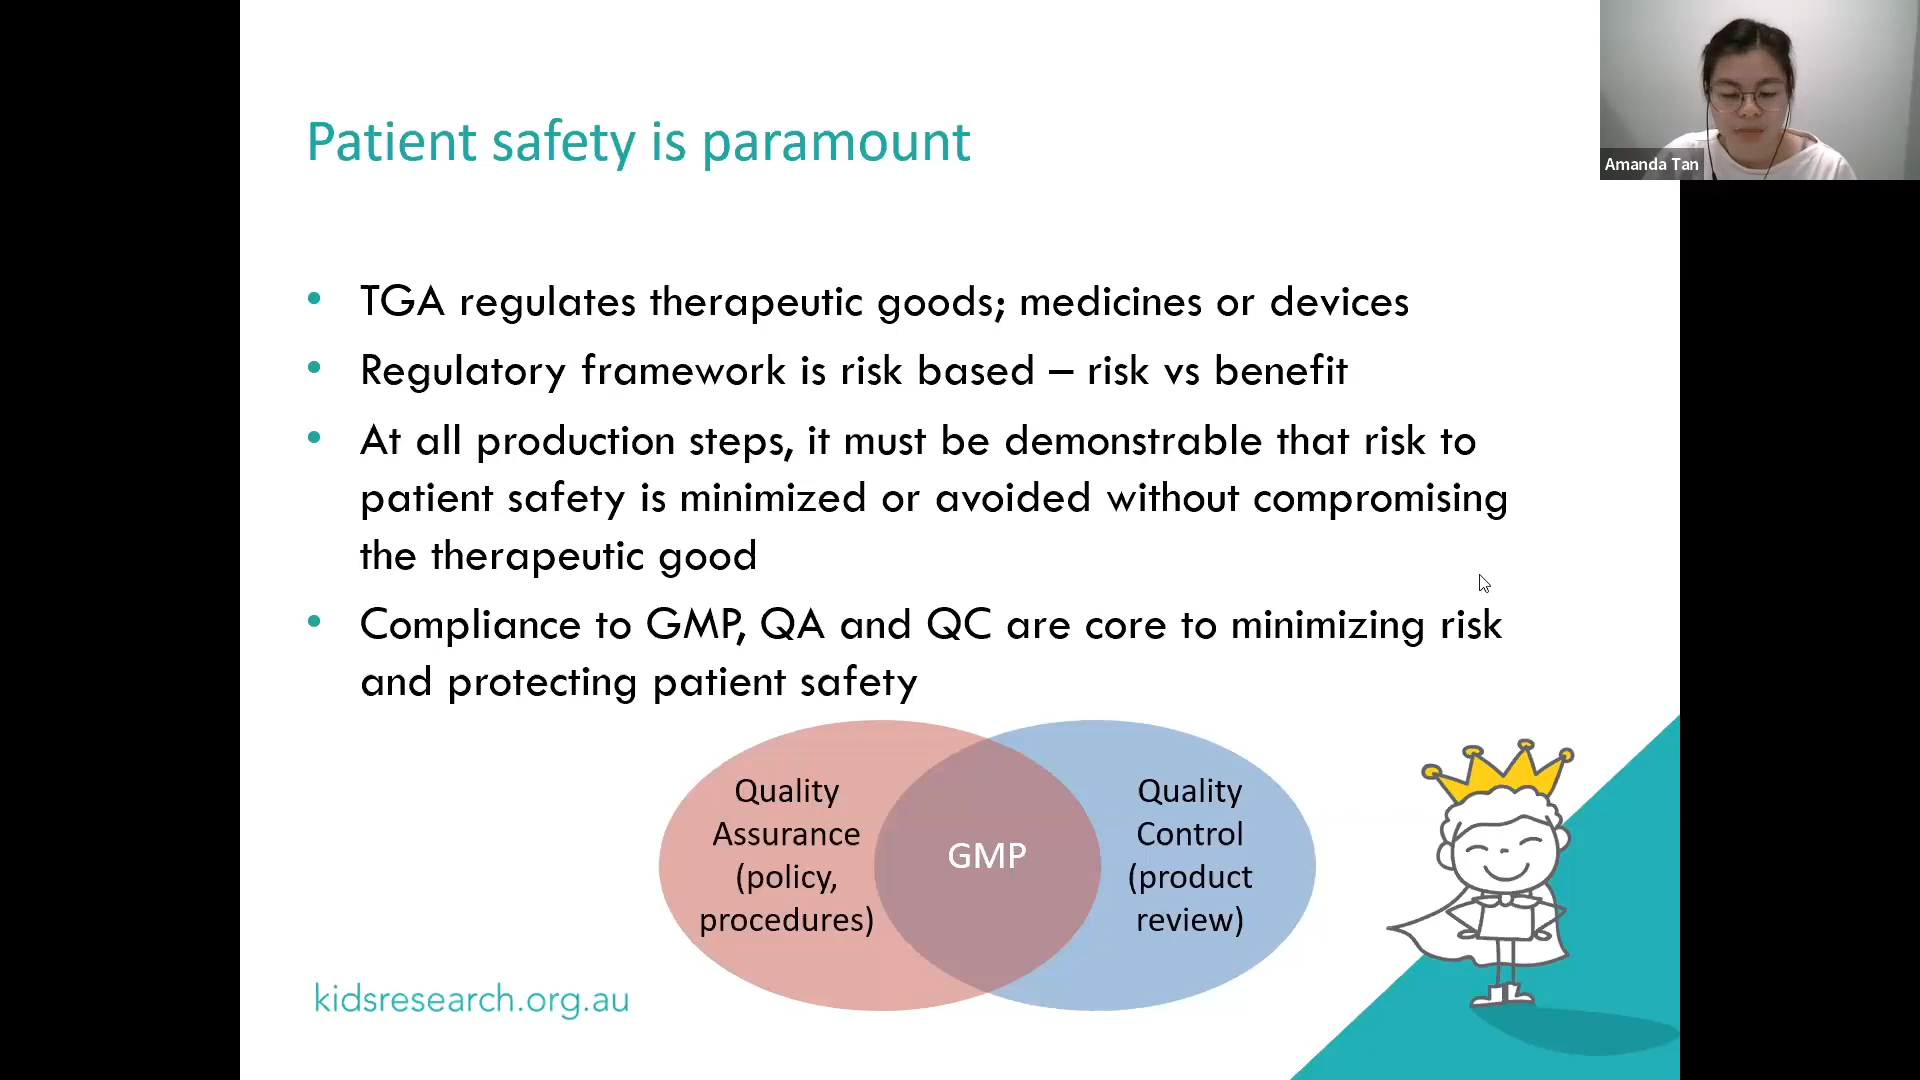 Patient safety is paramount
Amanda Tan
• TGA regulates therapeutic goods; medicines or devices
• Regulatory framework is risk based – risk vs benefit
• At all production steps, it must be demonstrable that risk to
patient safety is minimized or avoided without compromising
the therapeutic good
• Compliance to GMP, QA and QC are core to minimizing risk
and protecting patient safety
Quality
Assurance
(policy,
procedures)
GMP
Quality
Control
(product
review)
kidsresearch.org.au